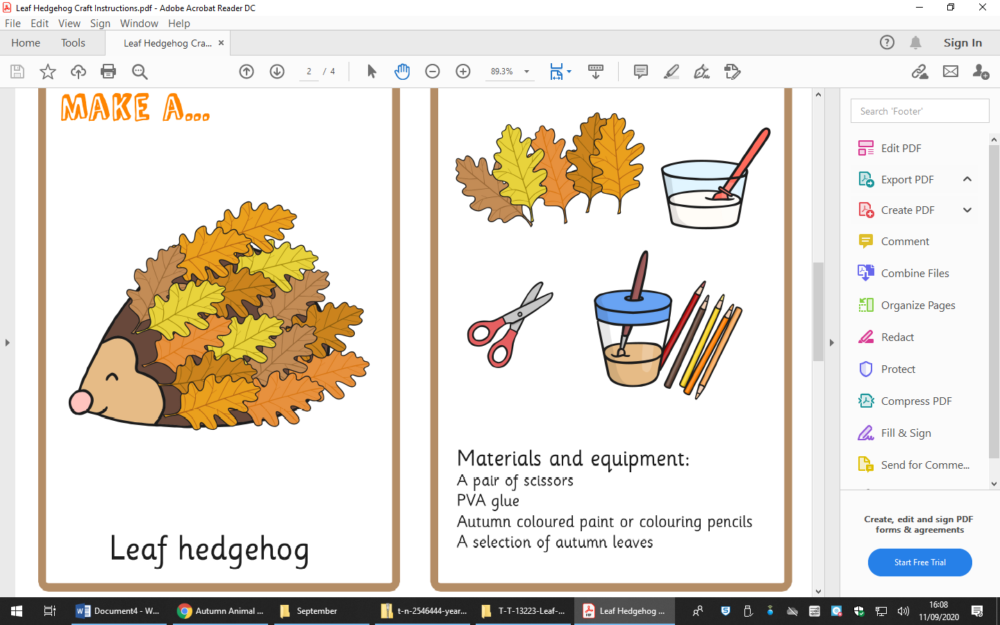 Leaf Hedgehog Craft Instructions.pdf - Adobe Acrobat Reader DC
File Edit View Sign Window Help
Home Tools Leaf Hedgehog Cra... × Sign In
2 / 4 89.3%
MAKE A...
Leaf hedgehog
Materials and equipment:
A pair of scissors
PVA glue
Autumn coloured paint or colouring pencils
A selection of autumn leaves
Search 'Footer'
Edit PDF
Export PDF
Create PDF
Comment
Combine Files
Organize Pages
Redact
Protect
Compress PDF
Fill & Sign
Send for Comme...
Create, edit and sign PDF
forms & agreements
Start Free Trial
Document4 - W... Autumn Animal ... September t-n-2546444-year... T-T-13223-Leaf-... Leaf Hedgehog ...
16:08
11/09/2020